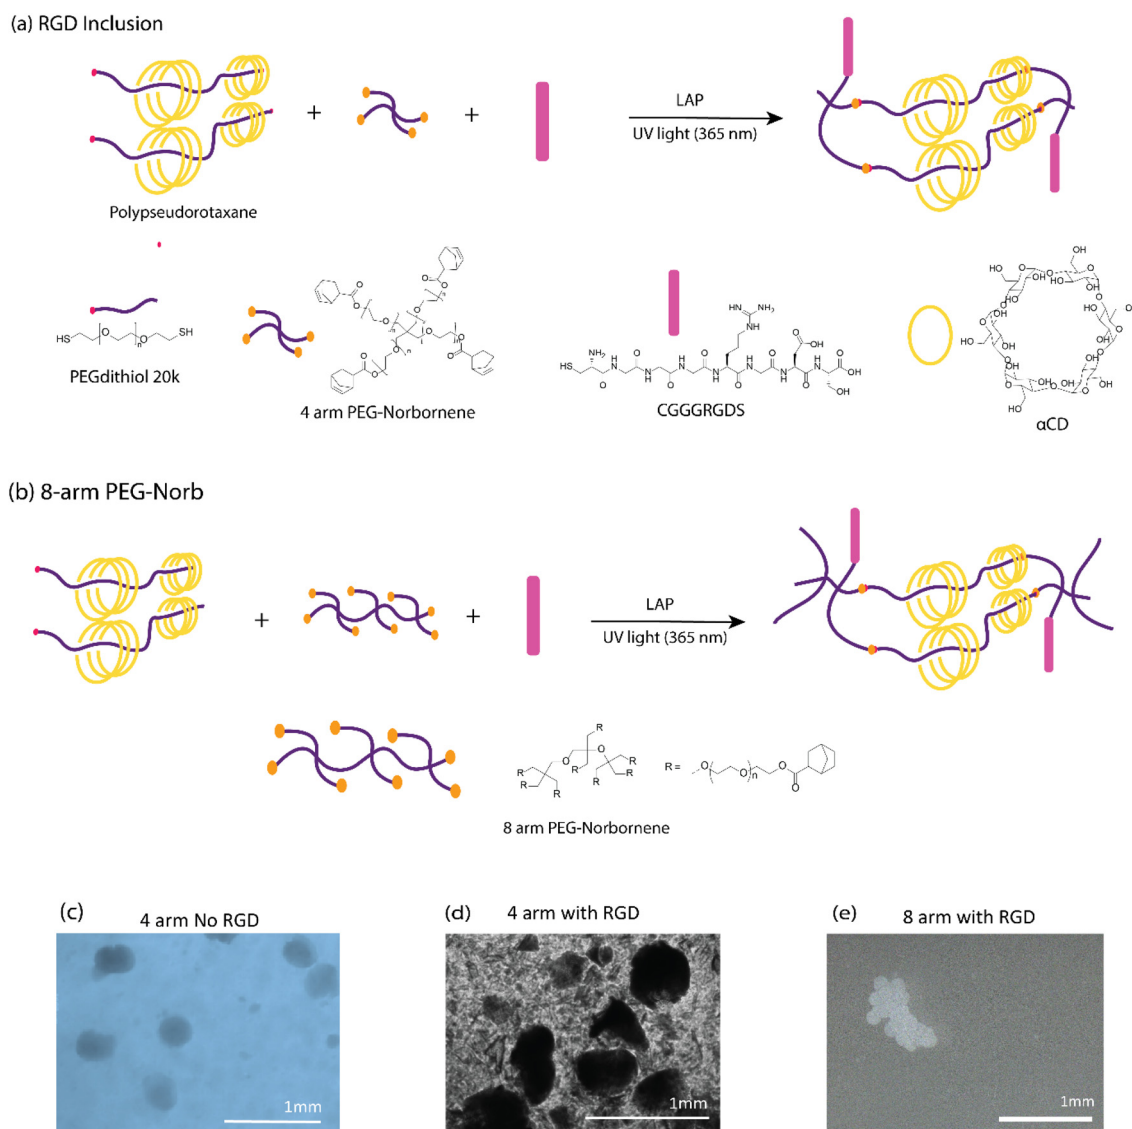 (a) RGD Inclusion
+
+
LAP
UV light (365 nm)
Polypseudorotaxane
HS
O
n
O
SH
PEGdithiol 20k
4 arm PEG-Norbornene
CGGGRGDS
αCD
(b) 8-arm PEG-Norb
+
+
LAP
UV light (365 nm)
R
R
R
R
R
R
R
R
O
O
R =
O
O
n
O
O
8 arm PEG-Norbornene
(c) 4 arm No RGD
(d) 4 arm with RGD
(e) 8 arm with RGD
1mm
1mm
1mm